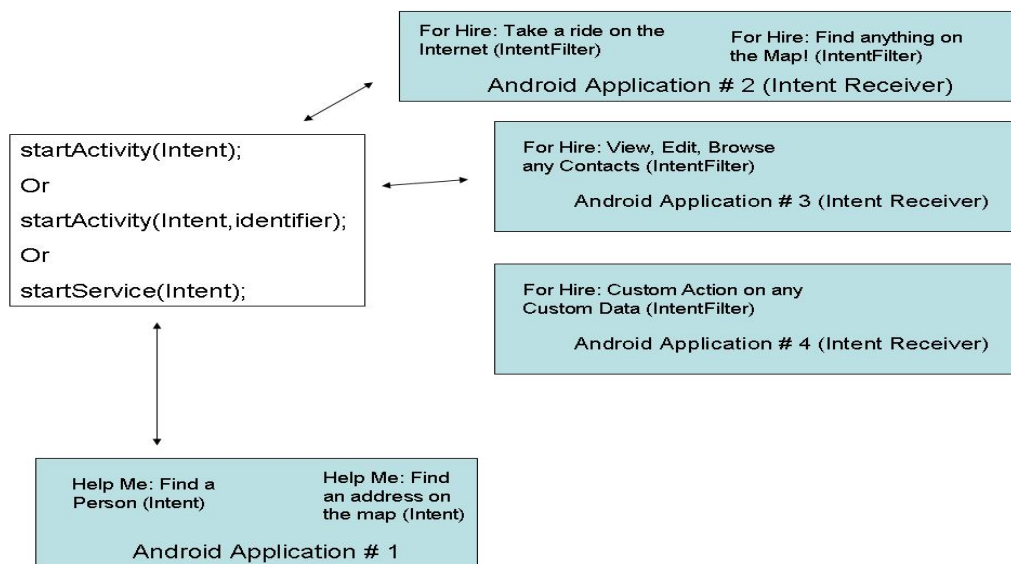 For Hire: Take a ride on the
Internet (IntentFilter)
For Hire: Find anything on
the Map! (IntentFilter)
Android Application # 2 (Intent Receiver)
startActivity(Intent);
Or
startActivity(Intent,identifier);
Or
startService(Intent);
For Hire: View, Edit, Browse
any Contacts (IntentFilter)
Android Application # 3 (Intent Receiver)
For Hire: Custom Action on any
Custom Data (IntentFilter)
Android Application # 4 (Intent Receiver)
Help Me: Find a
Person (Intent)
Help Me: Find
an address on
the map (Intent)
Android Application # 1